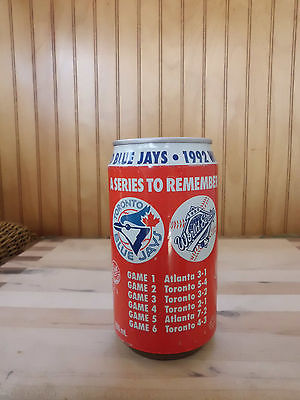 BLUE JAYS • 1992
A SERIES TO REMEMBER
TORONTO
BLUE JAYS
World Series
GAME 1 Atlanta 3-1
GAME 2 Toronto 5-4
GAME 3 Toronto 3-2
GAME 4 Toronto 2-1
GAME 5 Atlanta 7-2
GAME 6 Toronto 4-3
mL